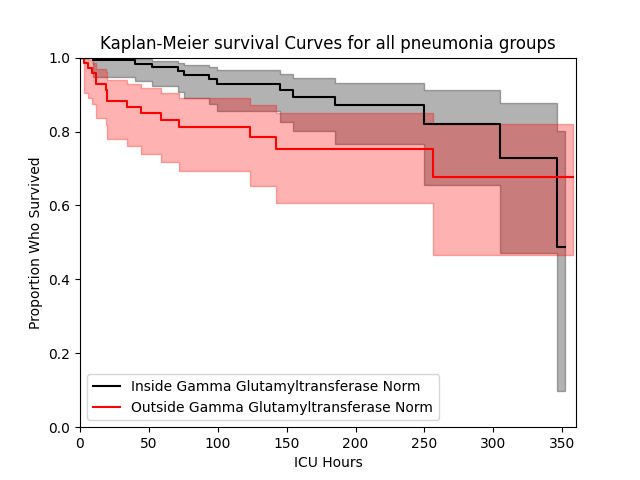 Kaplan-Meier survival Curves for all pneumonia groups
1.0
0.8
0.6
0.4
0.2
0.0
Proportion Who Survived
Inside Gamma Glutamyltransferase Norm
Outside Gamma Glutamyltransferase Norm
0 50 100 150 200 250 300 350
ICU Hours